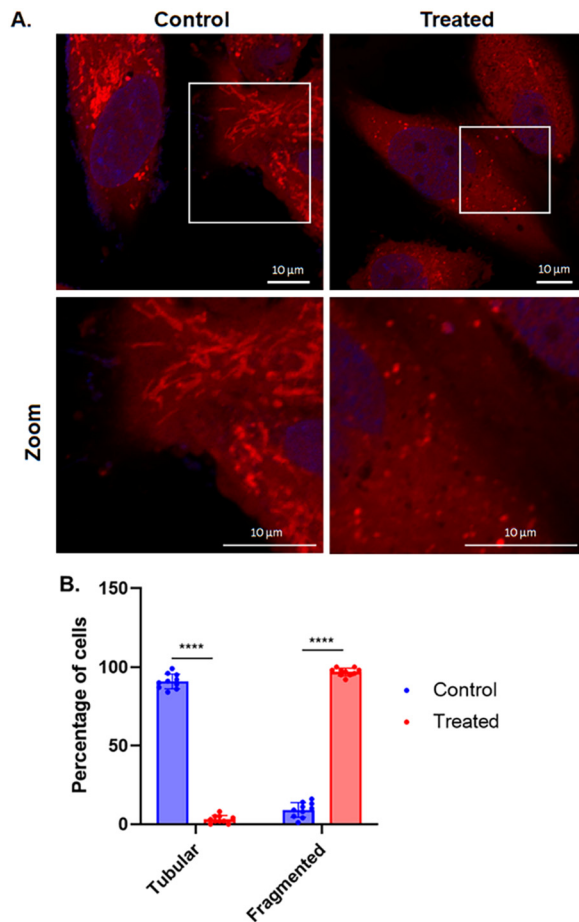 A.
Control
Treated
10 µm
10 µm
Zoom
10 µm
10 µm
B.
Percentage of cells
150
100
50
0
****
****
Control
Treated
Tubular
Fragmented